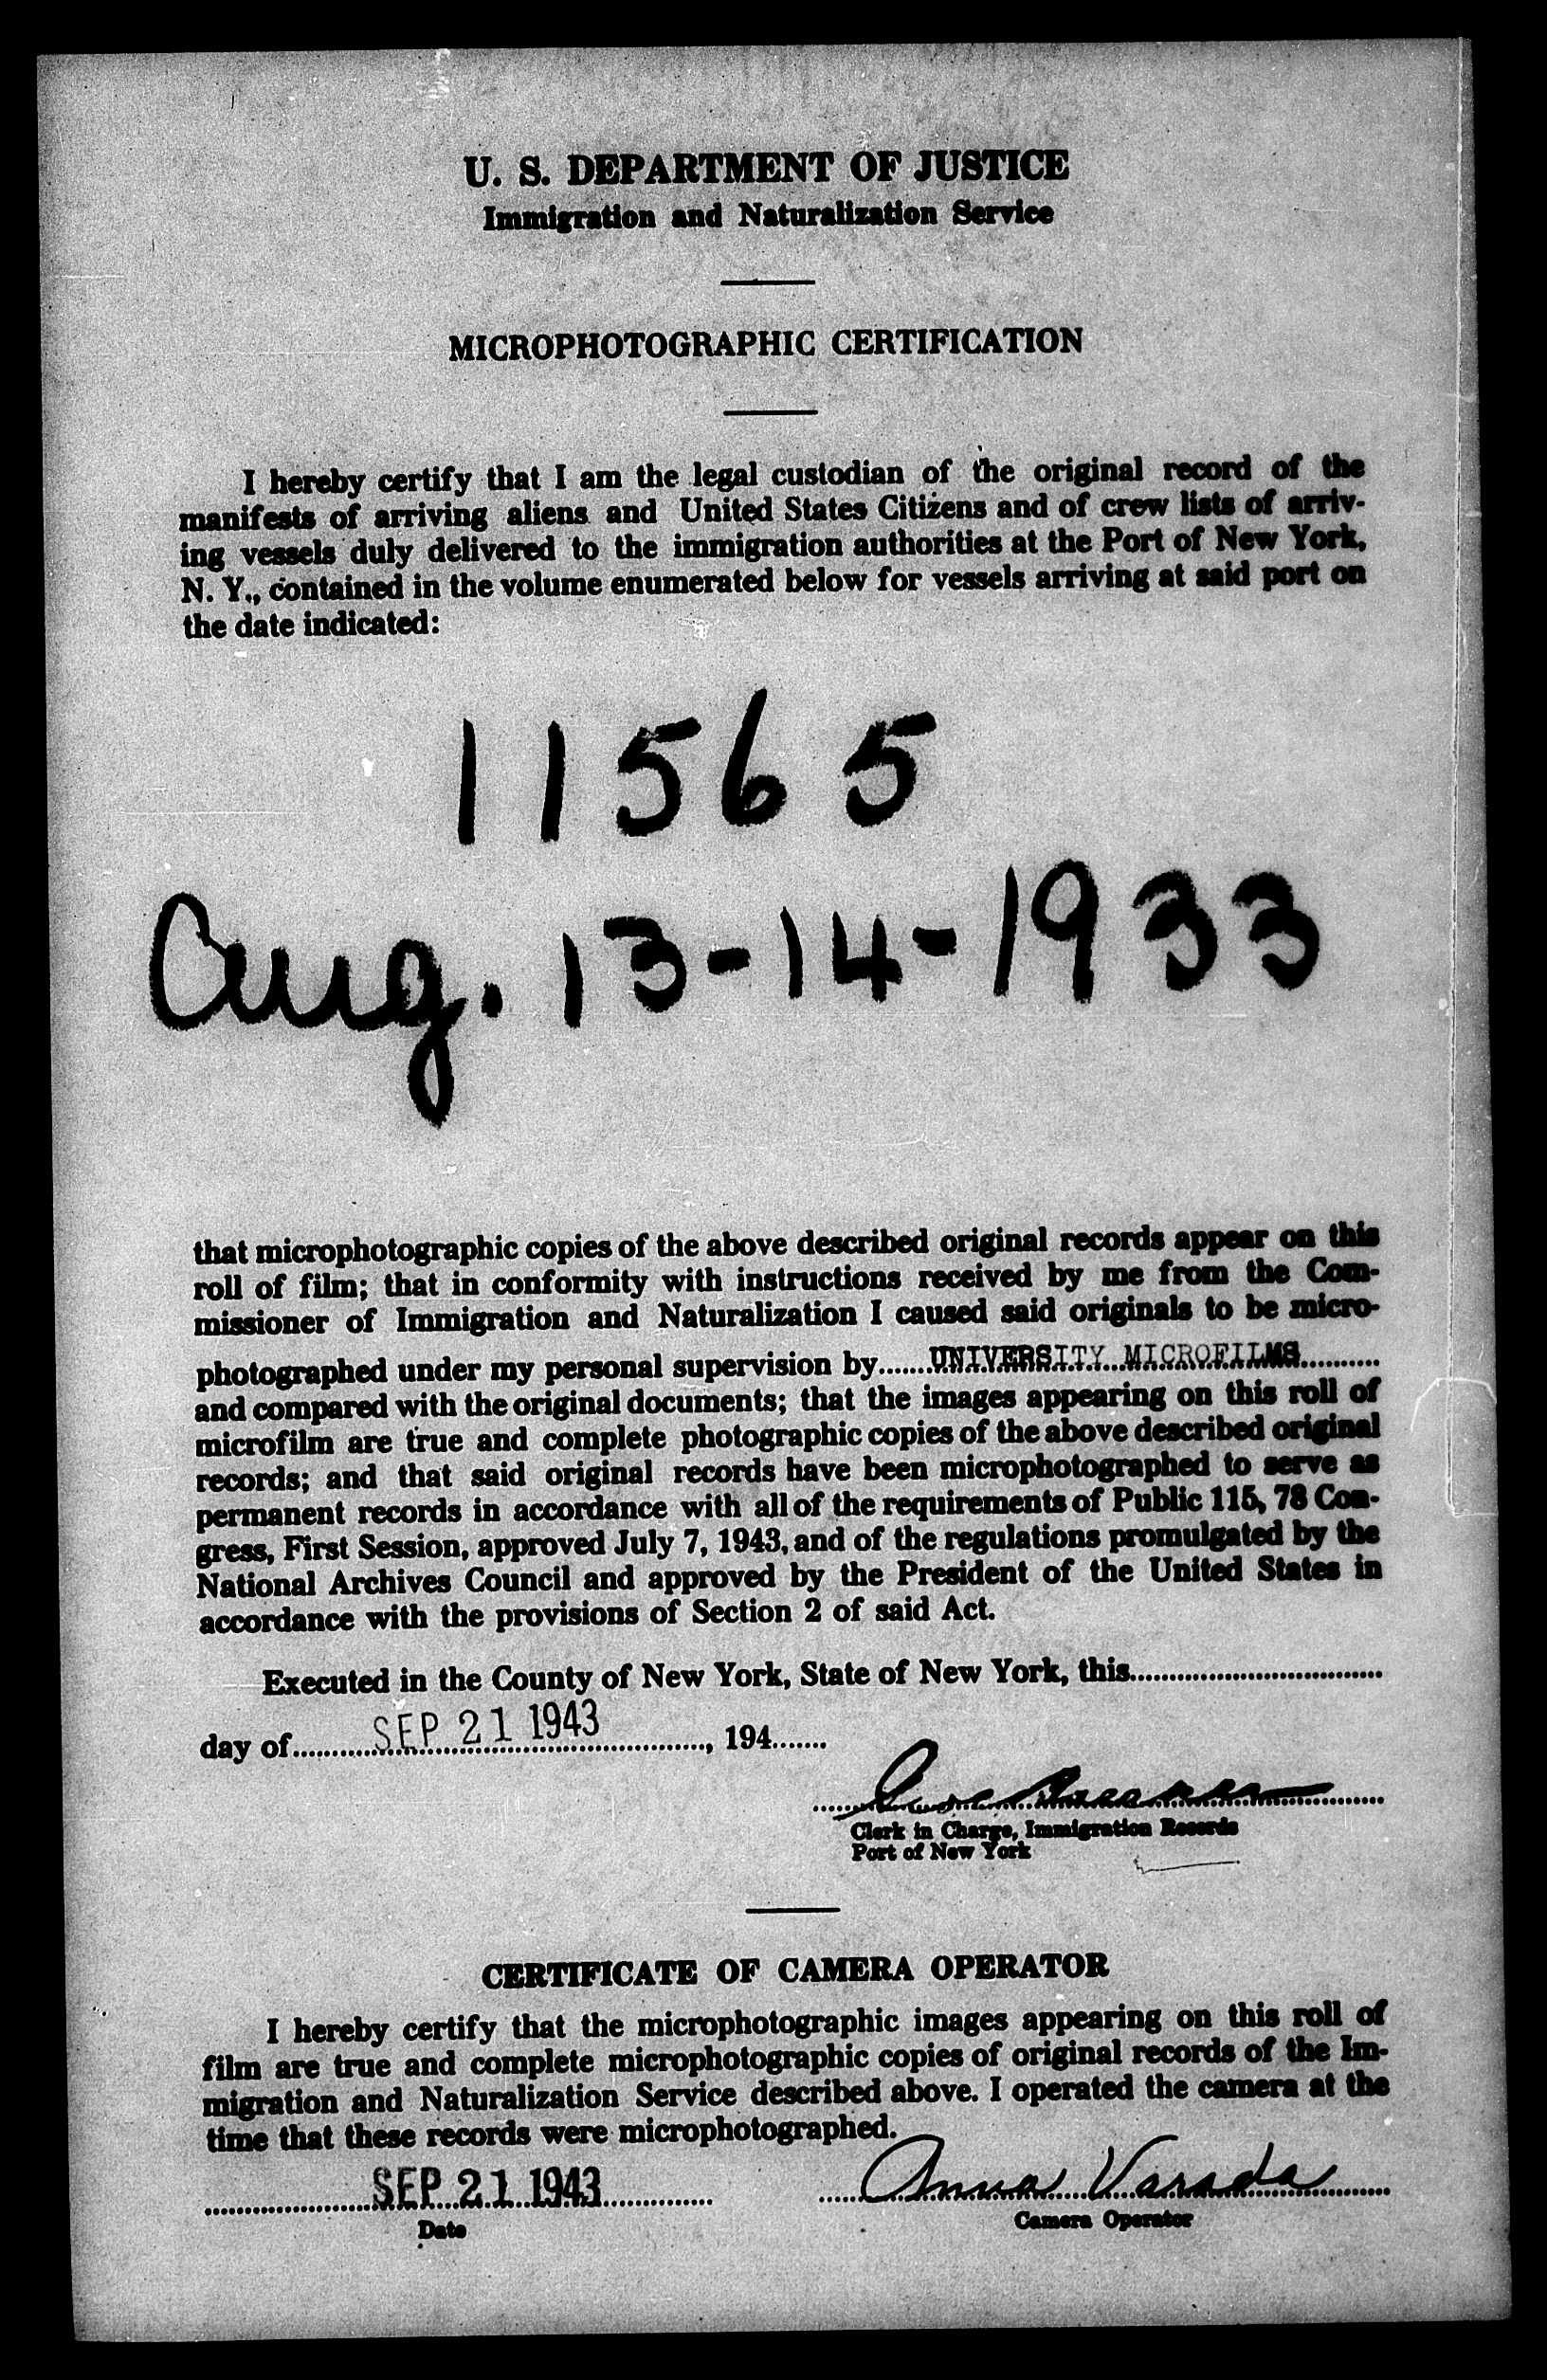 U. S. DEPARTMENT OF JUSTICE
Immigration and Naturalization Service
MICROPHOTOGRAPHIC CERTIFICATION
I hereby certify that I am the legal custodian of the original record of the
manifests of arriving aliens and United States Citizens and of crew lists of arriv-
ing vessels duly delivered to the immigration authorities at the Port of New York,
N. Y., contained in the volume enumerated below for vessels arriving at said port on
the date indicated:
11565
Aug. 13-14-1933
that microphotographic copies of the above described original records appear on this
roll of film; that in conformity with instructions received by me from the Com-
missioner of Immigration and Naturalization I caused said originals to be micro-
photographed under my personal supervision by......UNIVERSITY MICROFILMS..........
and compared with the original documents; that the images appearing on this roll of
microfilm are true and complete photographic copies of the above described original
records; and that said original records have been microphotographed to serve as
permanent records in accordance with all of the requirements of Public 115, 78 Con-
gress, First Session, approved July 7, 1943, and of the regulations promulgated by the
National Archives Council and approved by the President of the United States in
accordance with the provisions of Section 2 of said Act.
Executed in the County of New York, State of New York, this................................
day of..........SEP 21 1943.............., 194.......
Clerk in Charge, Immigration Records
Port of New York
CERTIFICATE OF CAMERA OPERATOR
I hereby certify that the microphotographic images appearing on this roll of
film are true and complete microphotographic copies of original records of the Im-
migration and Naturalization Service described above. I operated the camera at the
time that these records were microphotographed.
SEP 21 1943 Anna Varada
Date Camera Operator